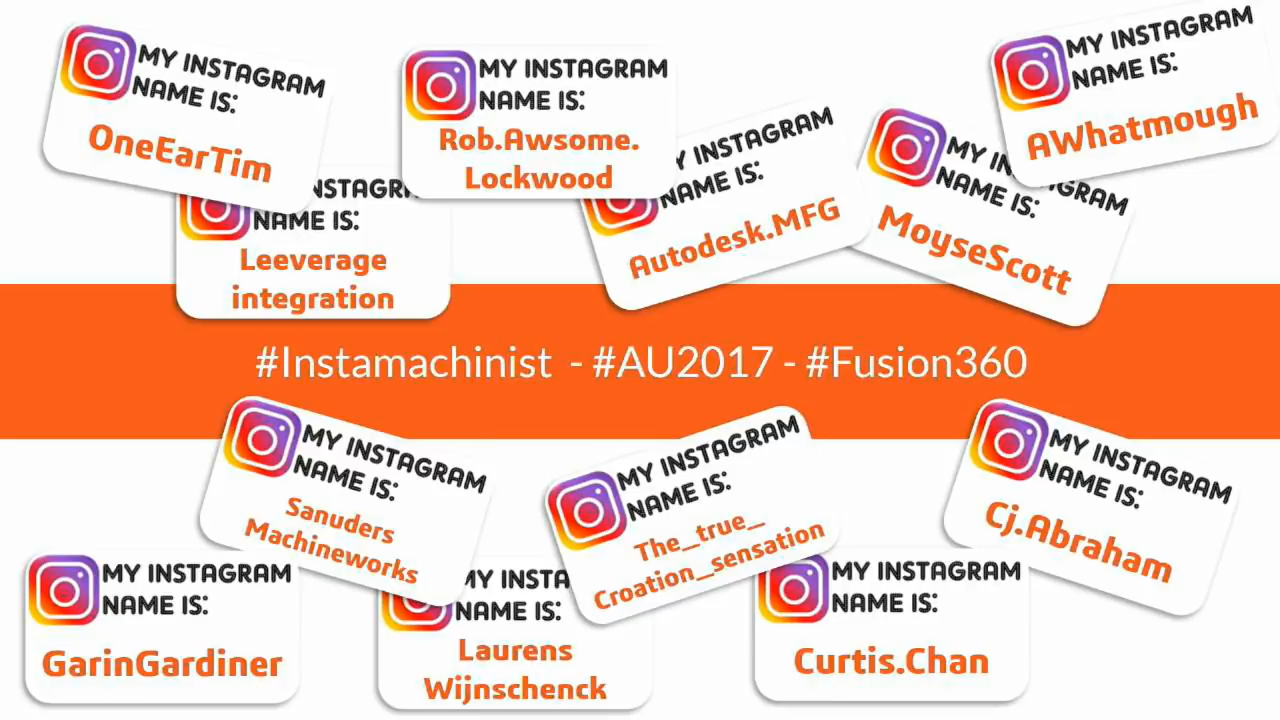 MY INSTAGRAM
NAME IS:
OneEarTim
MY INSTAGRAM
NAME IS:
Rob.Awsome.
Lockwood
MY INSTAGRAM
NAME IS:
AWhatmough
NAME IS:
Leeverage
integration
MY INSTAGRAM
NAME IS:
Autodesk.MFG
MY INSTAGRAM
NAME IS:
MoyseScott
#Instamachinist - #AU2017 - #Fusion360
MY INSTAGRAM
NAME IS:
Sanuders
Machineworks
MY INSTAGRAM
NAME IS:
The_true_
Croation_sensation
MY INSTAGRAM
NAME IS:
Cj.Abraham
MY INSTAGRAM
NAME IS:
GarinGardiner
MY INSTA
NAME IS:
Laurens
Wijnschenck
MY INSTAGRAM
NAME IS:
Curtis.Chan